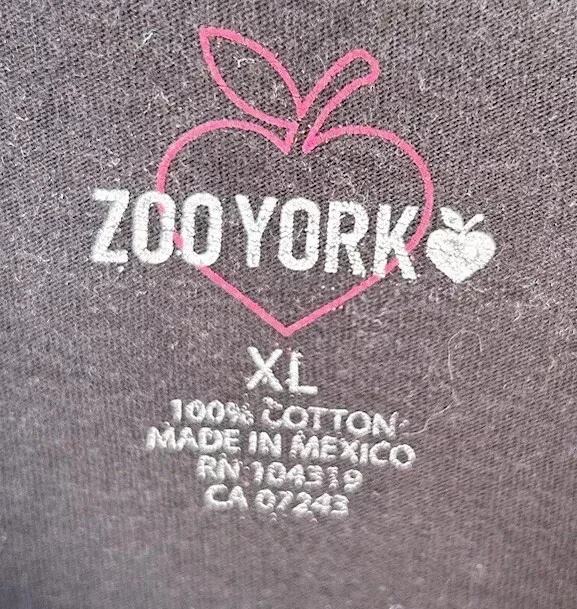 ZOO YORK
XL
100% COTTON
MADE IN MEXICO
RN 104319
CA 07243